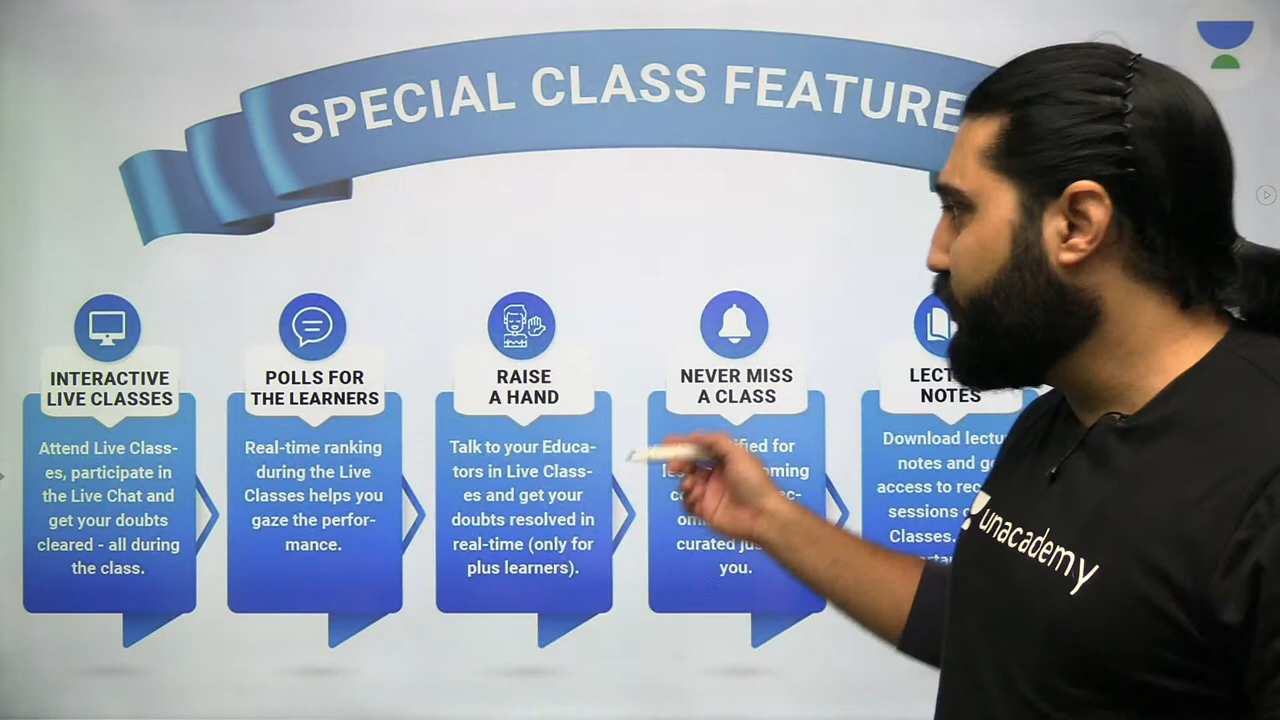 SPECIAL CLASS FEATURE
INTERACTIVE
LIVE CLASSES
Attend Live Class-
es, participate in
the Live Chat and
get your doubts
cleared - all during
the class.
POLLS FOR
THE LEARNERS
Real-time ranking
during the Live
Classes helps you
gaze the perfor-
mance.
RAISE
A HAND
Talk to your Educa-
tors in Live Class-
es and get your
doubts resolved in
real-time (only for
plus learners).
NEVER MISS
A CLASS
for
curated
you.
NOTES
Download
notes and
access to
sessions
Classes.
unacademy